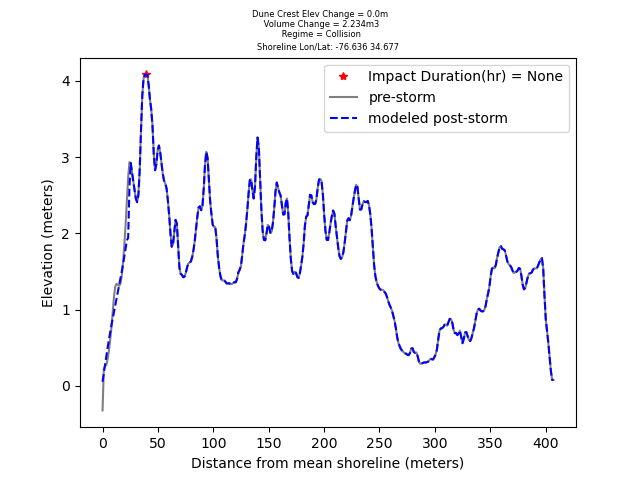 Dune Crest Elev Change = 0.0m
Volume Change = 2.234m3
Regime = Collision
Shoreline Lon/Lat: -76.636 34.677
Impact Duration(hr) = None
pre-storm
modeled post-storm
4
3
2
1
0
Elevation (meters)
0 50 100 150 200 250 300 350 400
Distance from mean shoreline (meters)